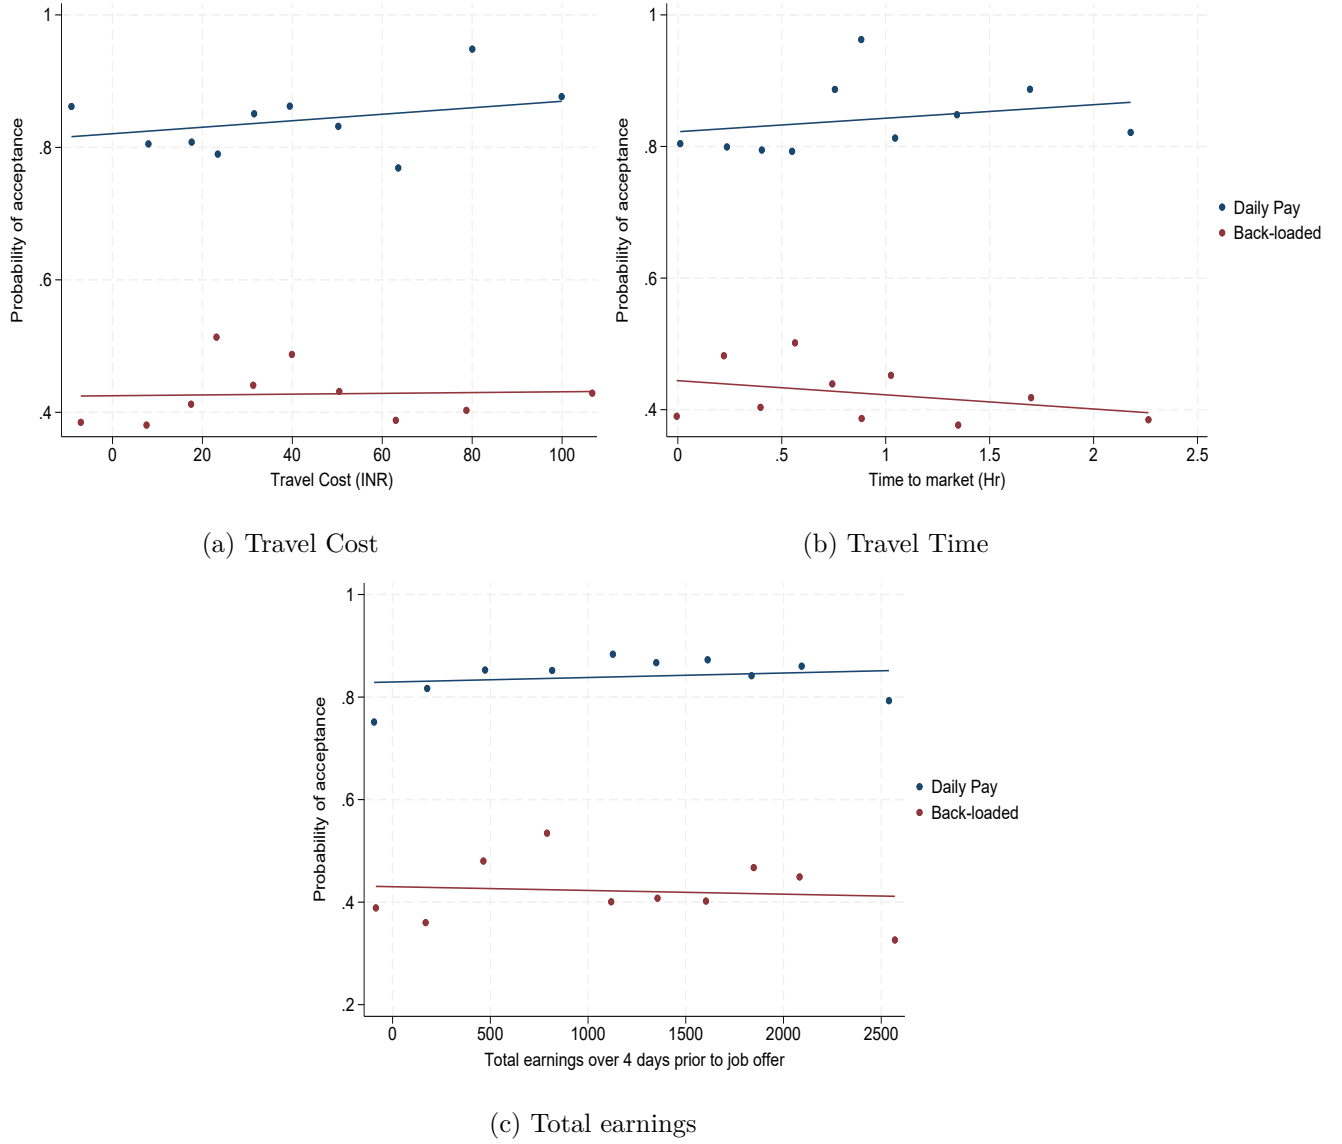 1
.8
.6
.4
Probability of acceptance
0 20 40 60 80 100
Travel Cost (INR)
(a) Travel Cost
1
.8
.6
.4
Probability of acceptance
0 .5 1 1.5 2 2.5
Time to market (Hr)
Daily Pay
Back-loaded
(b) Travel Time
1
.8
.6
.4
.2
Probability of acceptance
0 500 1000 1500 2000 2500
Total earnings over 4 days prior to job offer
Daily Pay
Back-loaded
(c) Total earnings